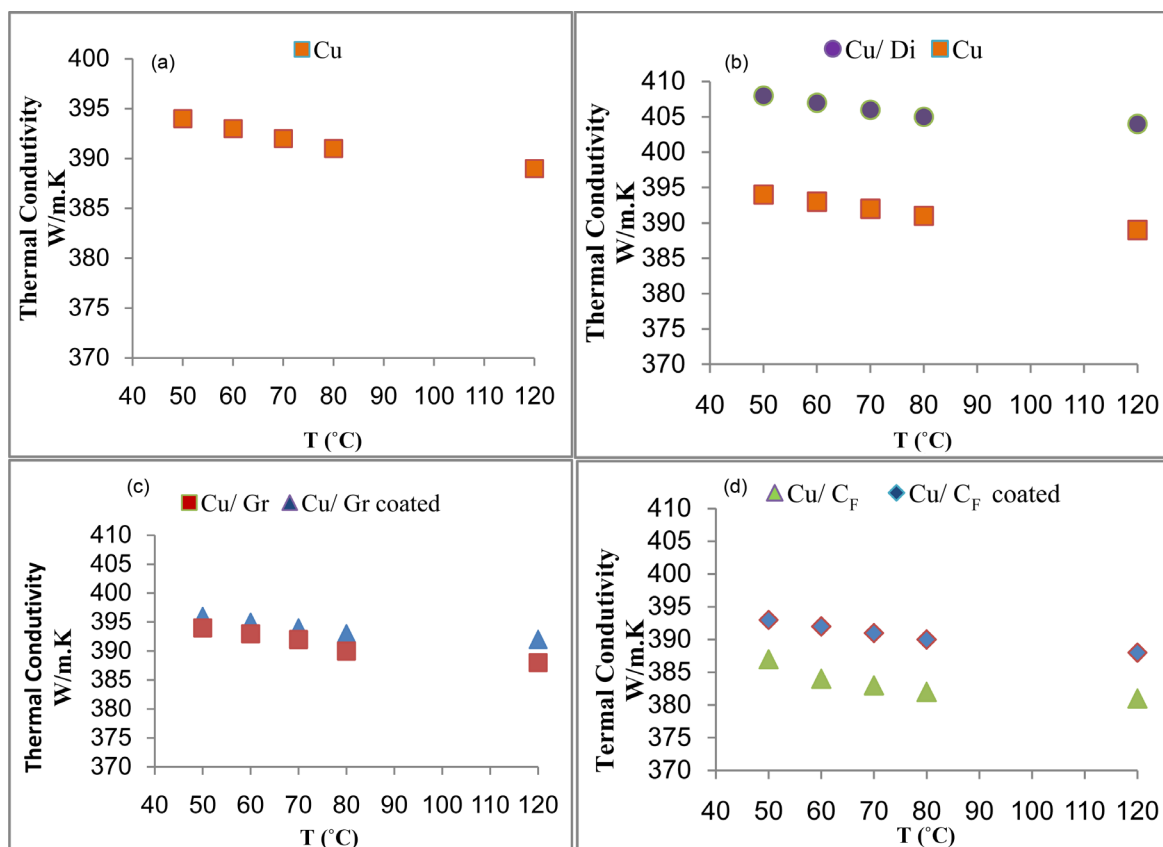 (a)
Cu
400
395
390
385
380
375
370
40 50 60 70 80 90 100 110 120
Thermal Condutivity
W/m.K
T (˚C)
(b)
Cu/ Di Cu
410
405
400
395
390
385
380
375
370
40 50 60 70 80 90 100 110 120
Thermal Condutivity
W/m.K
T (˚C)
(c)
Cu/ Gr Cu/ Gr coated
410
405
400
395
390
385
380
375
370
40 50 60 70 80 90 100 110 120
Thermal Condutivity
W/m.K
T (˚C)
(d)
Cu/ C_F Cu/ C_F coated
410
405
400
395
390
385
380
375
370
40 50 60 70 80 90 100 110 120
Termal Condutivity
W/m.K
T (˚C)